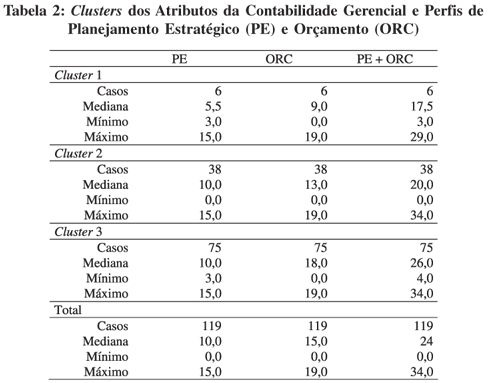 Tabela 2: Clusters dos Atributos da Contabilidade Gerencial e Perfis de
Planejamento Estratégico (PE) e Orçamento (ORC)
PE ORC PE + ORC
Cluster 1
Casos 6 6 6
Mediana 5,5 9,0 17,5
Mínimo 3,0 0,0 3,0
Máximo 15,0 19,0 29,0
Cluster 2
Casos 38 38 38
Mediana 10,0 13,0 20,0
Mínimo 0,0 0,0 0,0
Máximo 15,0 19,0 34,0
Cluster 3
Casos 75 75 75
Mediana 10,0 18,0 26,0
Mínimo 3,0 0,0 4,0
Máximo 15,0 19,0 34,0
Total
Casos 119 119 119
Mediana 10,0 15,0 24
Mínimo 0,0 0,0 0,0
Máximo 15,0 19,0 34,0